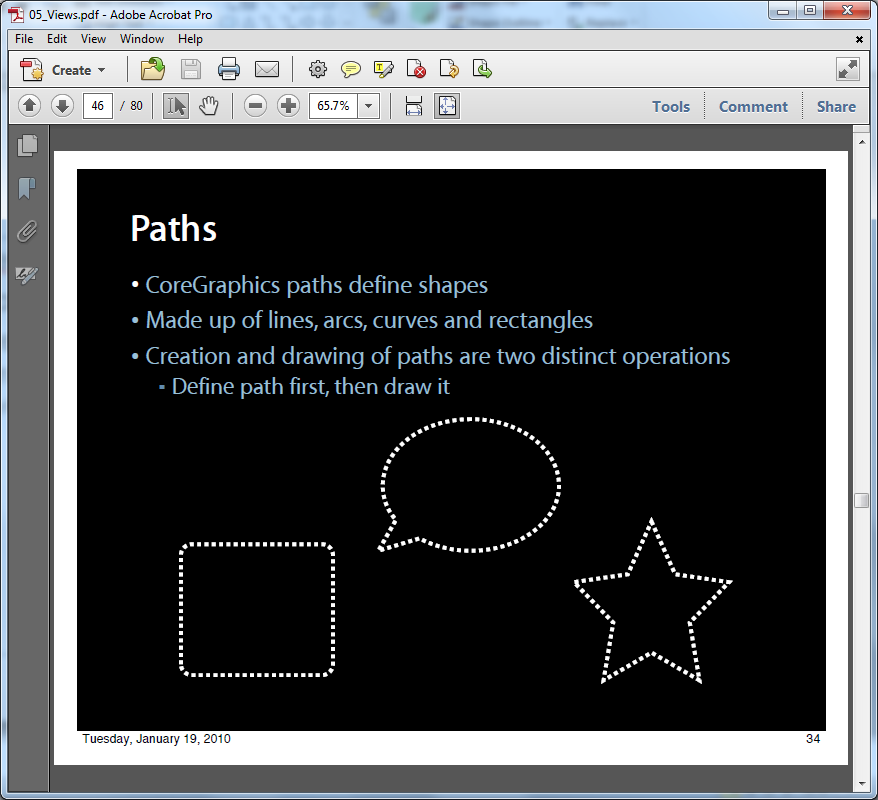 05_Views.pdf - Adobe Acrobat Pro
File Edit View Window Help
Create
46 / 80 65.7% Tools Comment Share
Paths
• CoreGraphics paths define shapes
• Made up of lines, arcs, curves and rectangles
• Creation and drawing of paths are two distinct operations
▪ Define path first, then draw it
Tuesday, January 19, 2010 34